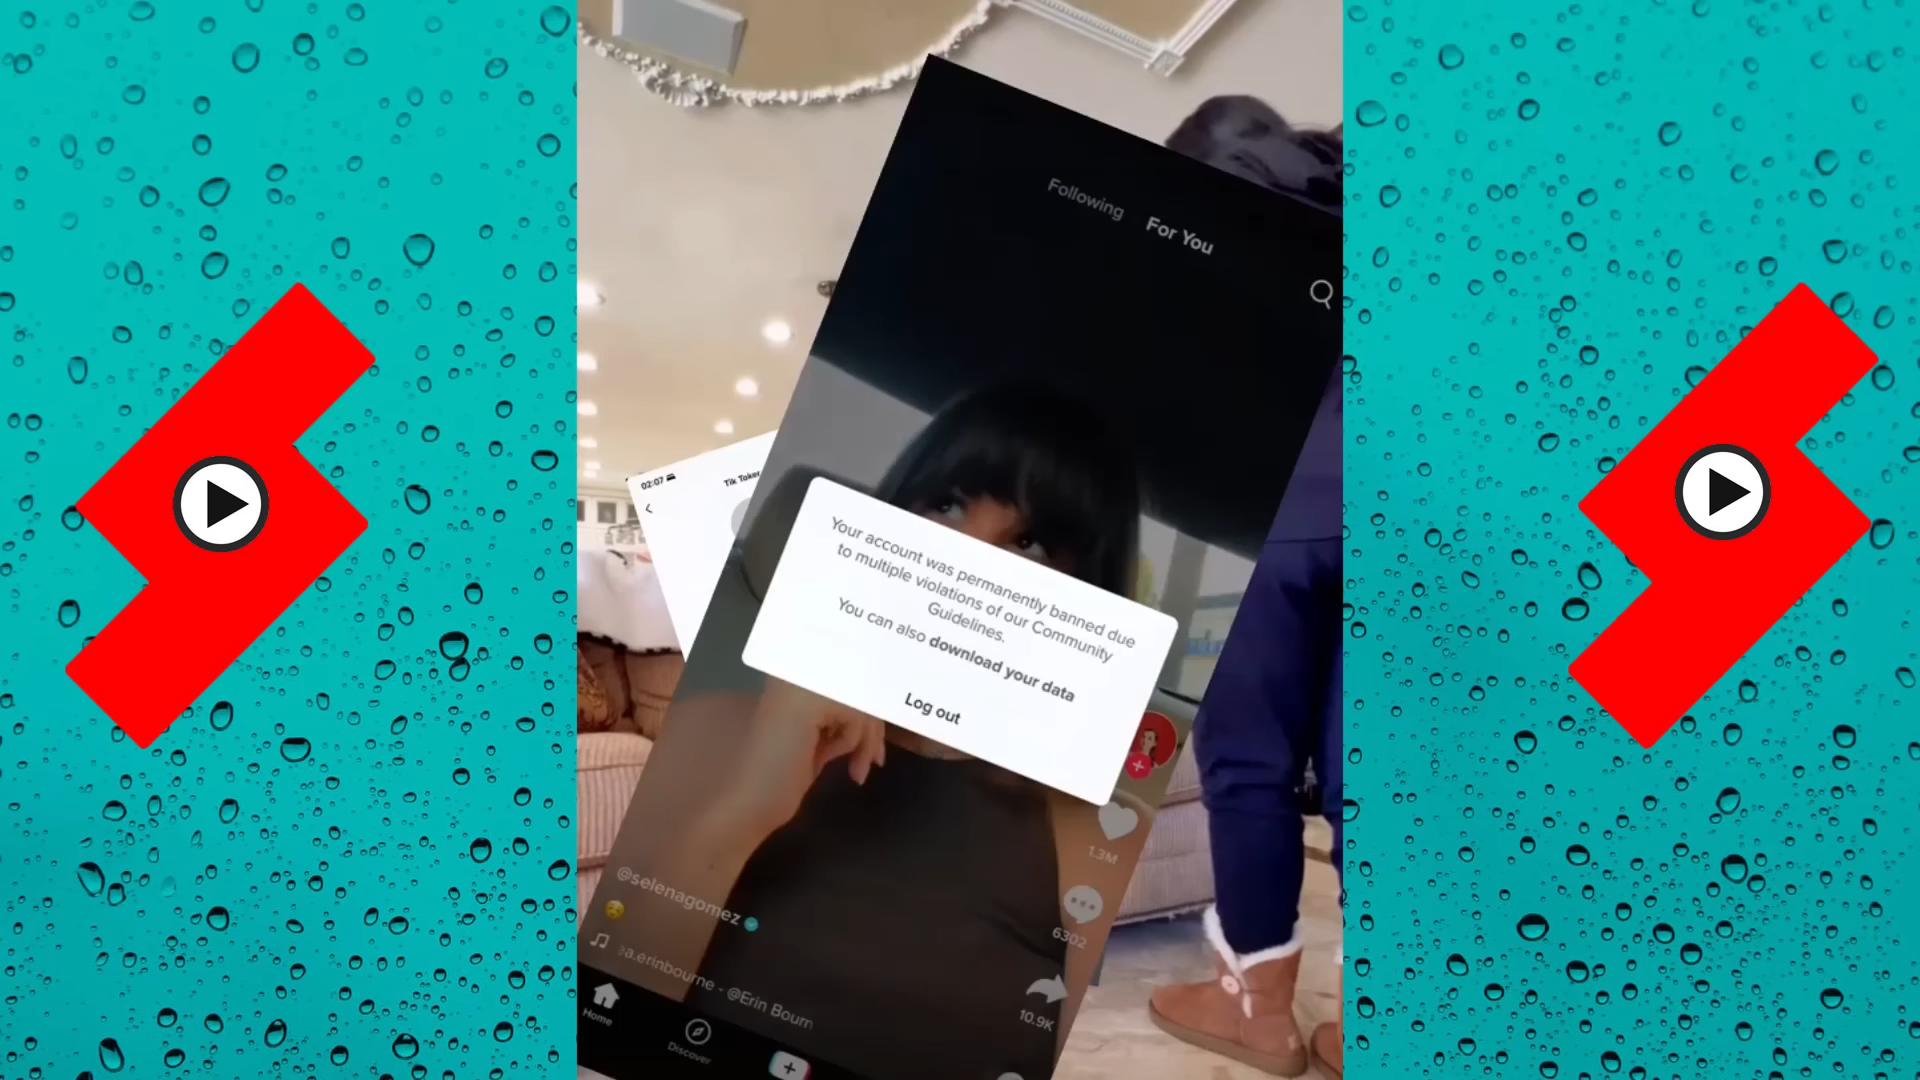 Following For You
02:07
Tik Toker
Your account was permanently banned due
to multiple violations of our Community
Guidelines.
You can also download your data
Log out
1.3M
@selenagomez
6302
a.erinbourne - @Erin Bourn
10.9K
Home
Discover